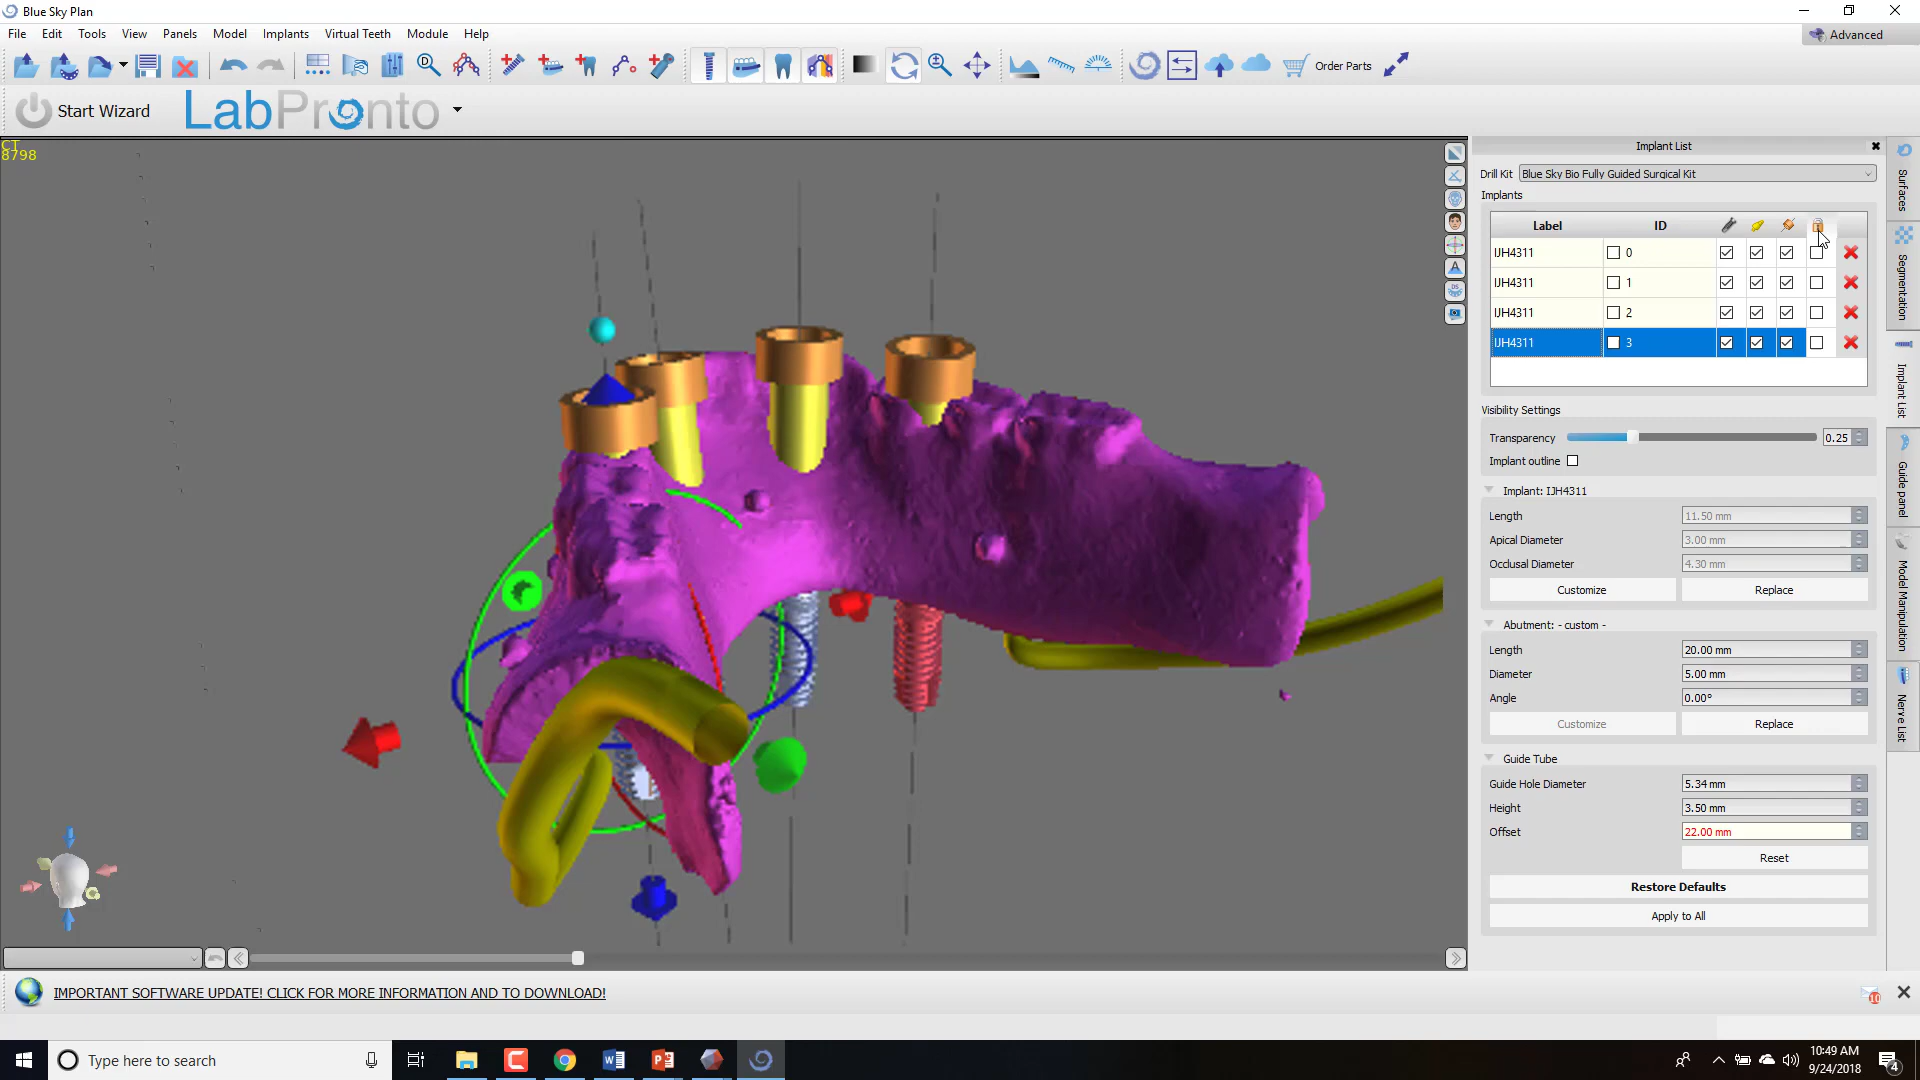 Blue Sky Plan
File Edit Tools View Panels Model Implants Virtual Teeth Module Help
Advanced
Order Parts
Start Wizard LabPronto
CT
8798
Implant List
Drill Kit Blue Sky Bio Fully Guided Surgical Kit
Implants
Label ID
IJH4311 0
IJH4311 1
IJH4311 2
IJH4311 3
Visibility Settings
Transparency 0.25
Implant outline
Implant: IJH4311
Length 11.50 mm
Apical Diameter 3.00 mm
Occlusal Diameter 4.30 mm
Customize Replace
Abutment: - custom -
Length 20.00 mm
Diameter 5.00 mm
Angle 0.00°
Customize Replace
Guide Tube
Guide Hole Diameter 5.34 mm
Height 3.50 mm
Offset 22.00 mm
Reset
Restore Defaults
Apply to All
Surfaces
Segmentation
Implant List
Guide panel
Model Manipulation
Nerve List
IMPORTANT SOFTWARE UPDATE! CLICK FOR MORE INFORMATION AND TO DOWNLOAD!
10
Type here to search
10:49 AM
9/24/2018
4